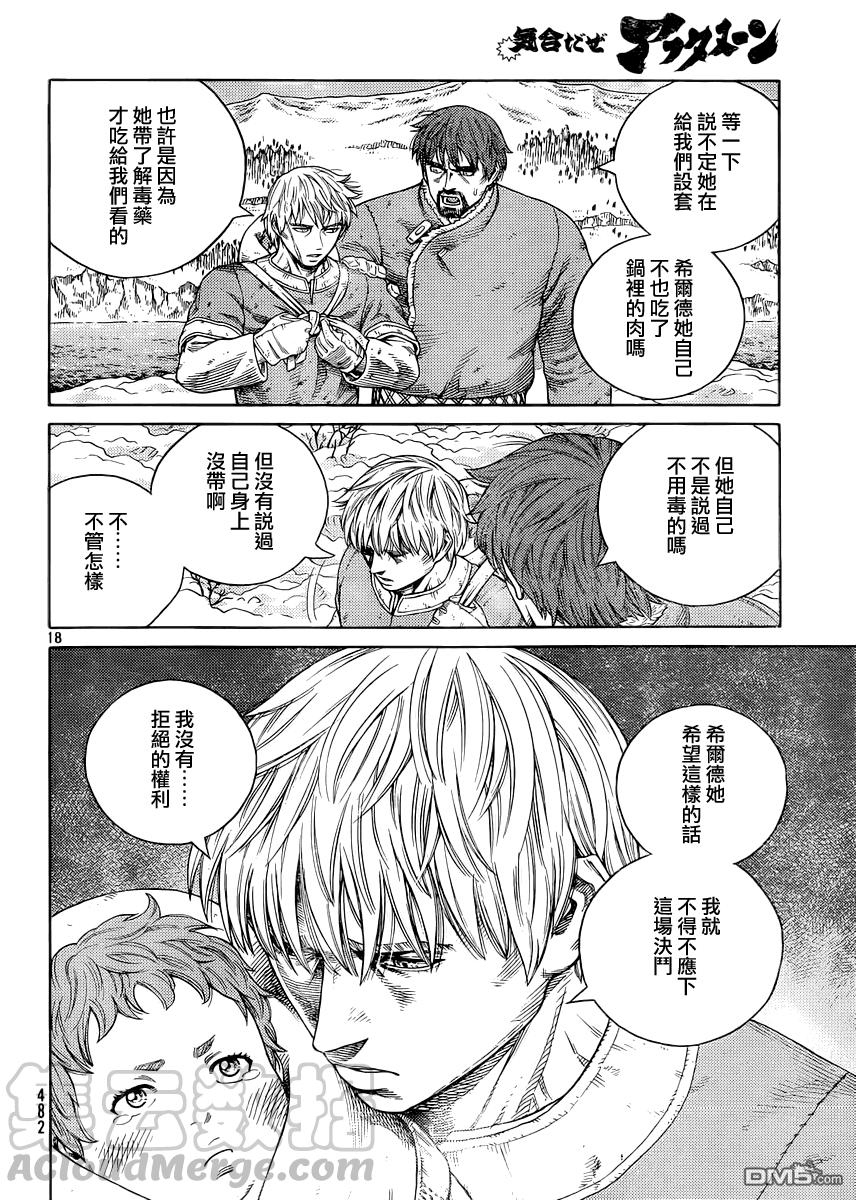 気合だぜ アフタヌーン
等一下
說不定她在
給我們設套
希爾德她自己
不也吃了
鍋裡的肉嗎
也許是因為
她帶了解毒藥
才吃給我們看的
但她自己
不是說過
不用毒的嗎
但沒有說過
自己身上
沒帶啊
不……
不管怎樣
18
希爾德她
希望這樣的話
我就
不得不應下
這場決鬥
我沒有……
拒絕的權利
482
集云数据
AcloudMerge.com
DM5.com